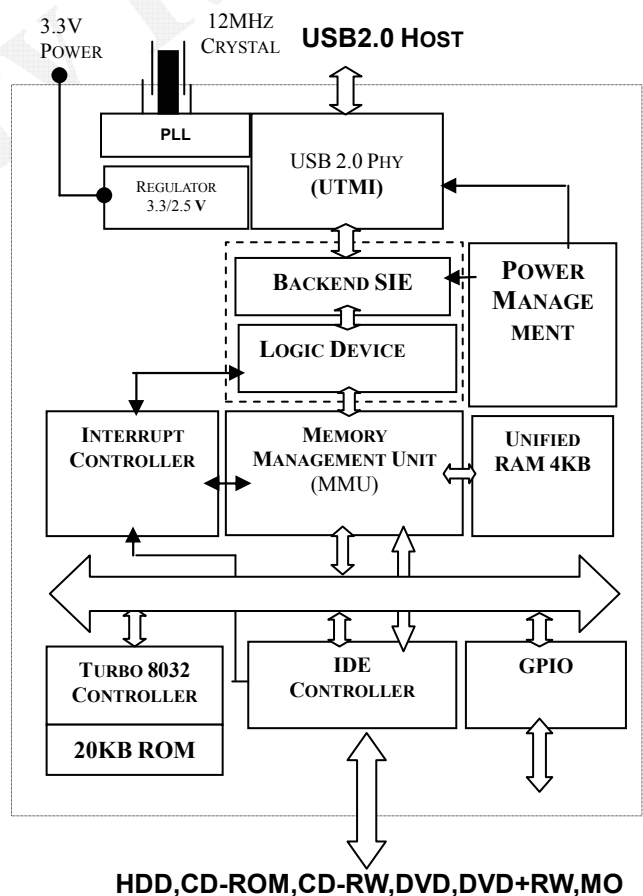 3.3V
POWER
12MHZ
CRYSTAL
USB2.0 HOST
PLL
REGULATOR
3.3/2.5 V
USB 2.0 PHY
(UTMI)
BACKEND SIE
LOGIC DEVICE
POWER
MANAGE
MENT
INTERRUPT
CONTROLLER
MEMORY
MANAGEMENT UNIT
(MMU)
UNIFIED
RAM 4KB
TURBO 8032
CONTROLLER
20KB ROM
IDE
CONTROLLER
GPIO
HDD,CD-ROM,CD-RW,DVD,DVD+RW,MO